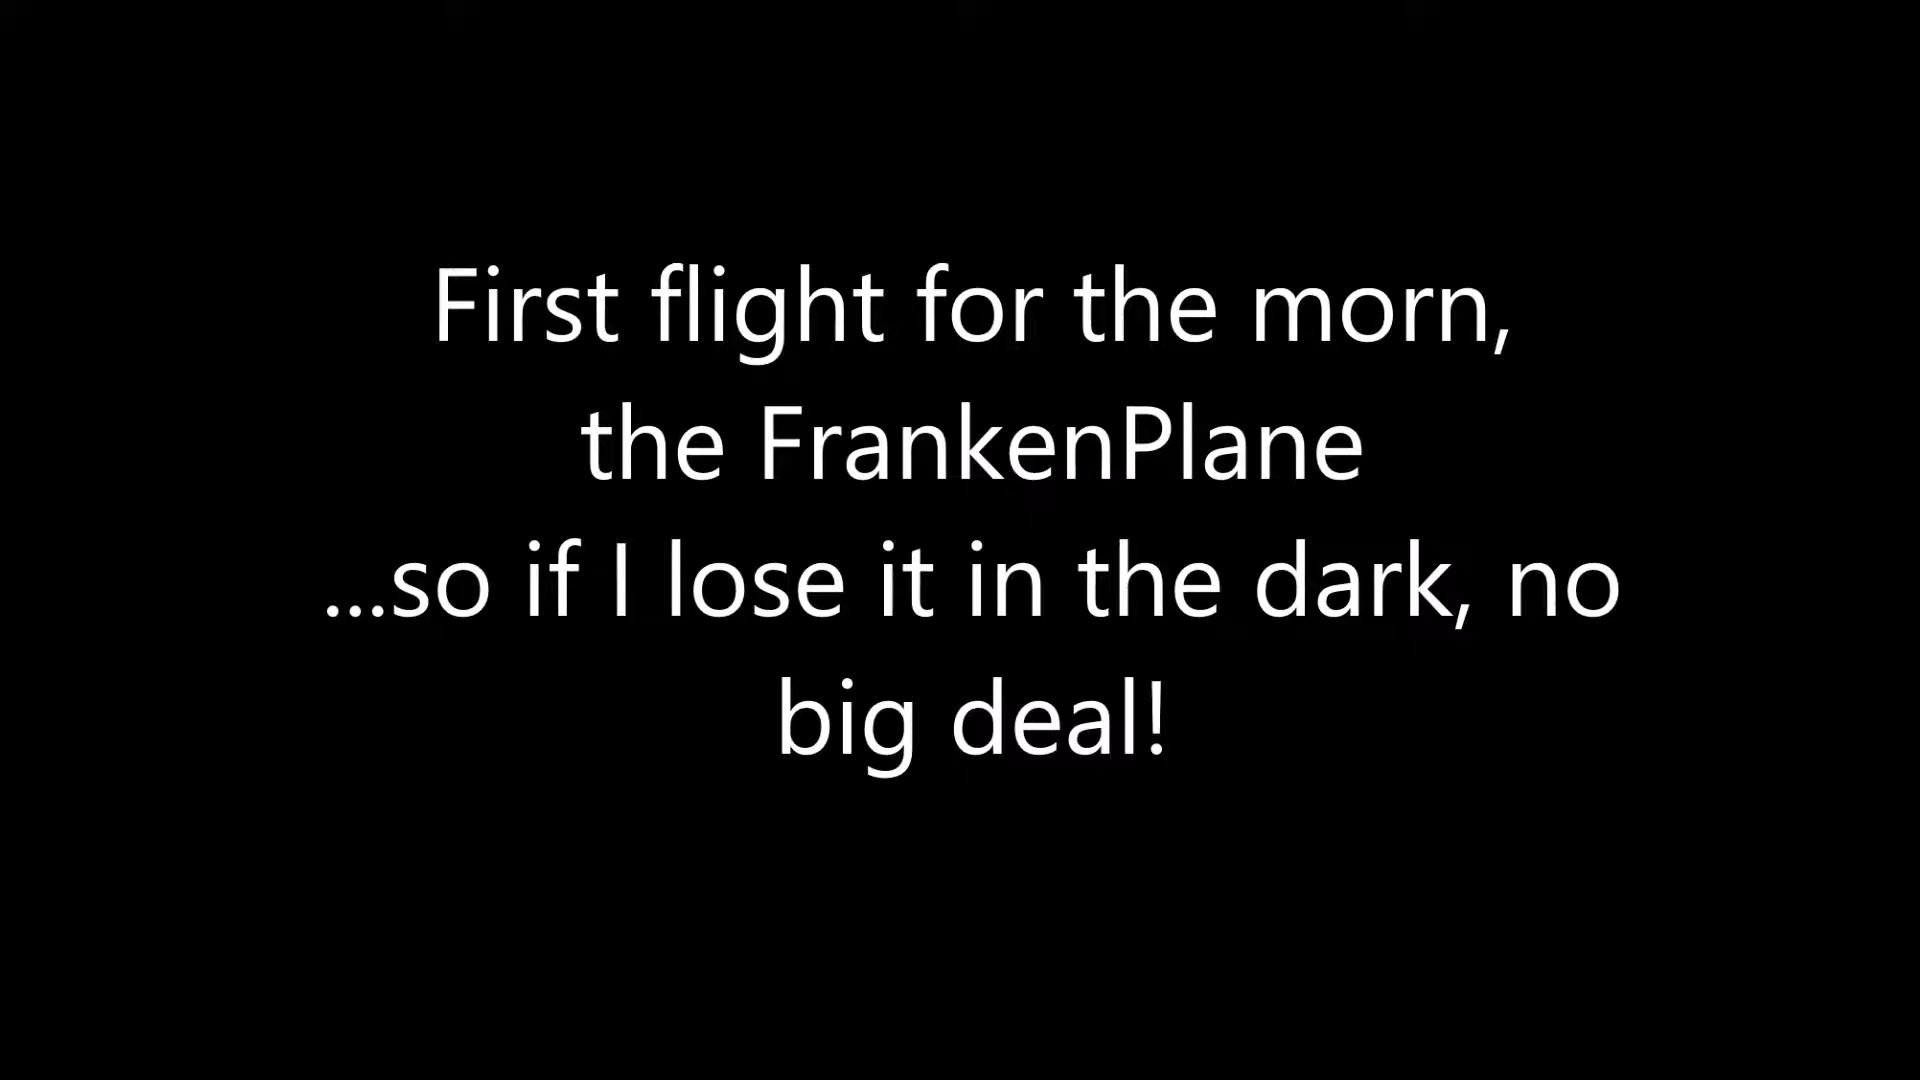 First flight for the morn,
the FrankenPlane
...so if I lose it in the dark, no
big deal!